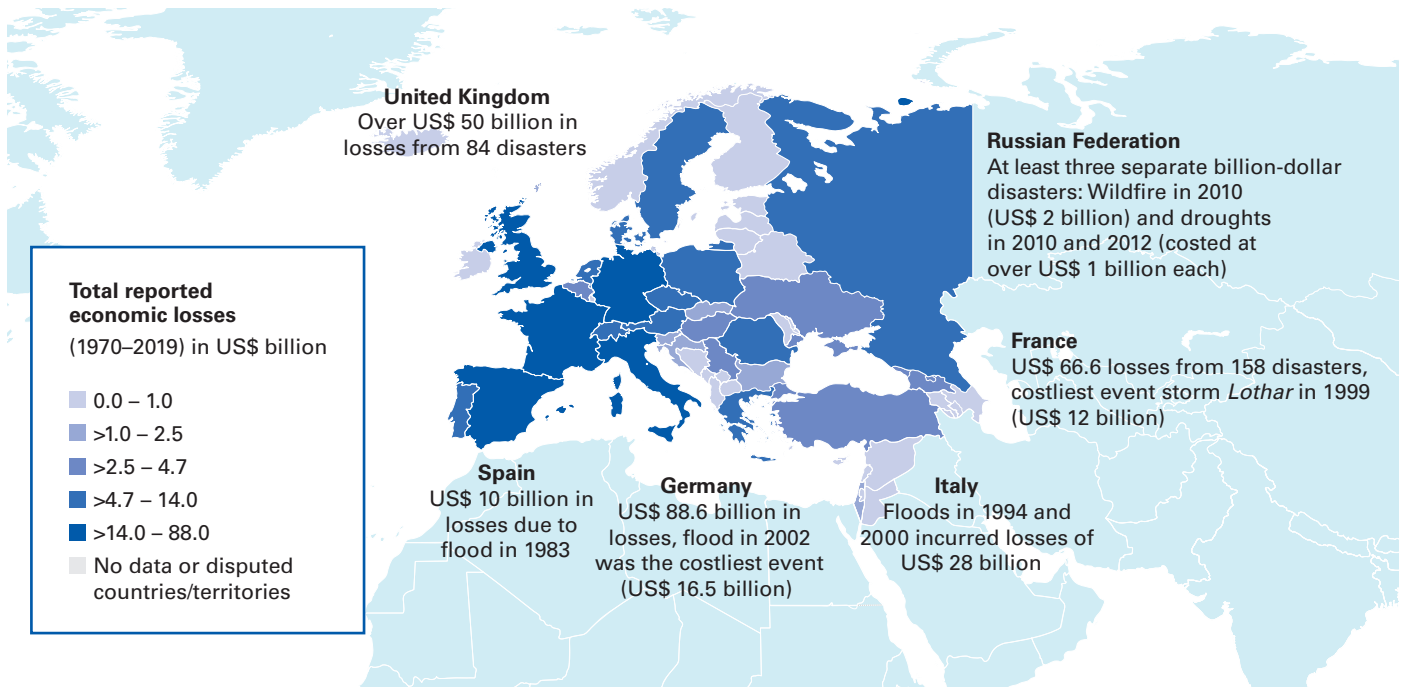 United Kingdom
Over US$ 50 billion in
losses from 84 disasters
Russian Federation
At least three separate billion-dollar
disasters: Wildfire in 2010
(US$ 2 billion) and droughts
in 2010 and 2012 (costed at
over US$ 1 billion each)
Total reported
economic losses
(1970–2019) in US$ billion
0.0 – 1.0
>1.0 – 2.5
>2.5 – 4.7
>4.7 – 14.0
>14.0 – 88.0
No data or disputed
countries/territories
France
US$ 66.6 losses from 158 disasters,
costliest event storm Lothar in 1999
(US$ 12 billion)
Spain
US$ 10 billion in
losses due to
flood in 1983
Germany
US$ 88.6 billion in
losses, flood in 2002
was the costliest event
(US$ 16.5 billion)
Italy
Floods in 1994 and
2000 incurred losses of
US$ 28 billion